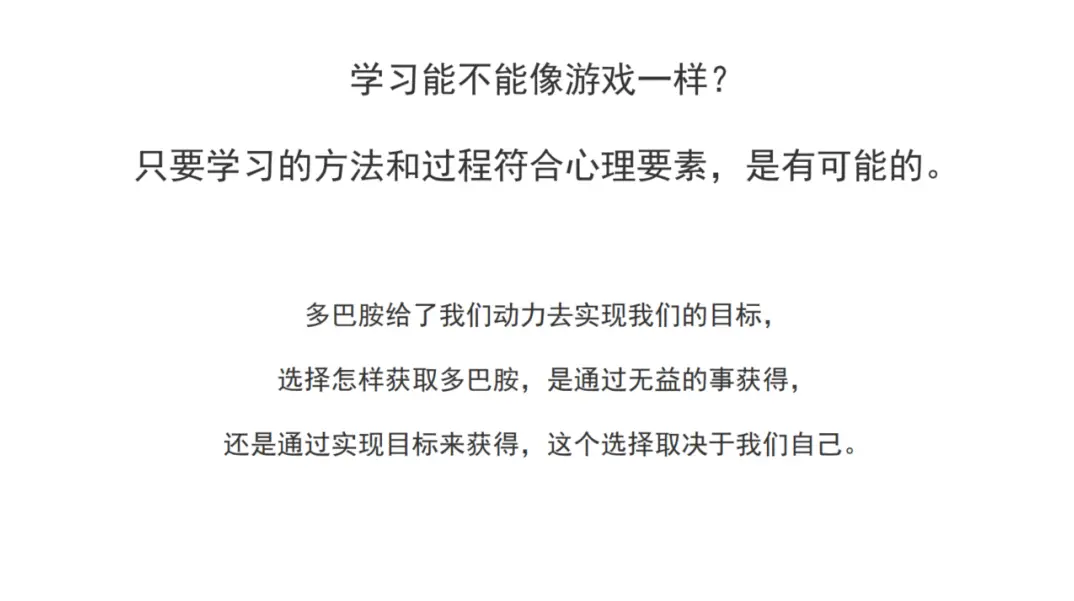 学习能不能像游戏一样？
只要学习的方法和过程符合心理要素，是有可能的。
多巴胺给了我们动力去实现我们的目标，
选择怎样获取多巴胺，是通过无益的事获得，
还是通过实现目标来获得，这个选择取决于我们自己。